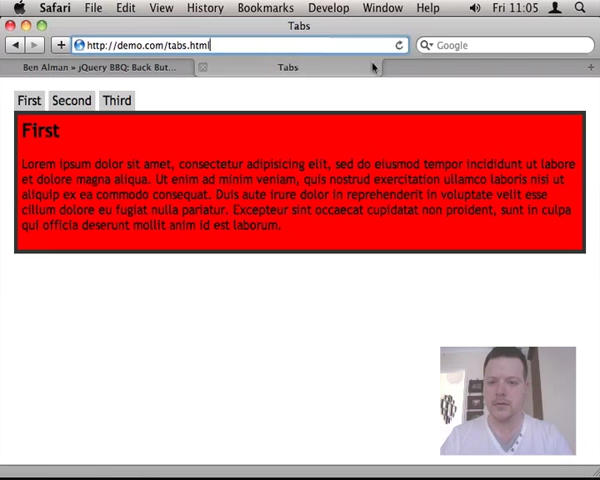 Safari File Edit View History Bookmarks Develop Window Help Fri 11:05
Tabs
http://demo.com/tabs.html Google
Ben Alman » jQuery BBQ: Back But... Tabs
First Second Third
First
Lorem ipsum dolor sit amet, consectetur adipisicing elit, sed do eiusmod tempor incididunt ut labore
et dolore magna aliqua. Ut enim ad minim veniam, quis nostrud exercitation ullamco laboris nisi ut
aliquip ex ea commodo consequat. Duis aute irure dolor in reprehenderit in voluptate velit esse
cillum dolore eu fugiat nulla pariatur. Excepteur sint occaecat cupidatat non proident, sunt in culpa
qui officia deserunt mollit anim id est laborum.